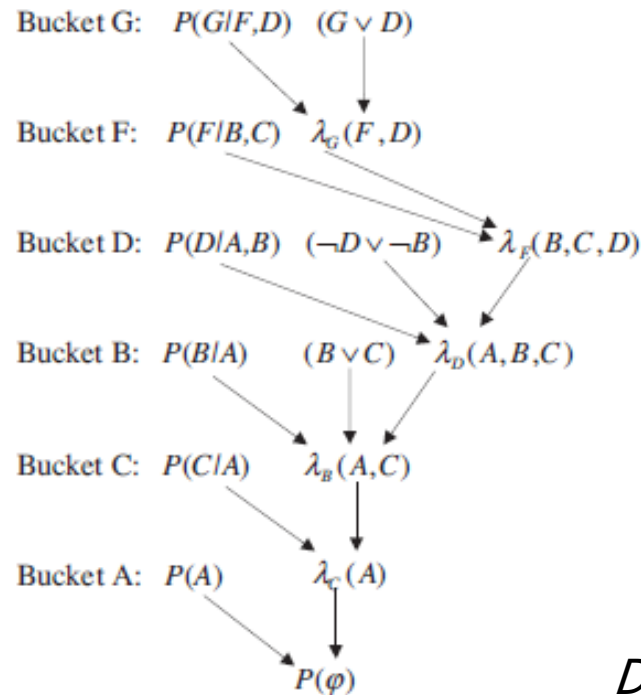 Bucket G: P(G/F,D) (G ∨ D)
Bucket F: P(F/B,C) λ_G(F,D)
Bucket D: P(D/A,B) (¬D ∨ ¬B) λ_F(B,C,D)
Bucket B: P(B/A) (B ∨ C) λ_D(A,B,C)
Bucket C: P(C/A) λ_B(A,C)
Bucket A: P(A) λ_C(A)
P(φ)
D